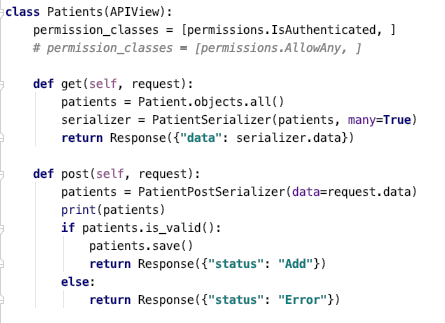 class Patients(APIView):
    permission_classes = [permissions.IsAuthenticated, ]
    # permission_classes = [permissions.AllowAny, ]

    def get(self, request):
        patients = Patient.objects.all()
        serializer = PatientSerializer(patients, many=True)
        return Response({"data": serializer.data})

    def post(self, request):
        patients = PatientPostSerializer(data=request.data)
        print(patients)
        if patients.is_valid():
            patients.save()
            return Response({"status": "Add"})
        else:
            return Response({"status": "Error"})